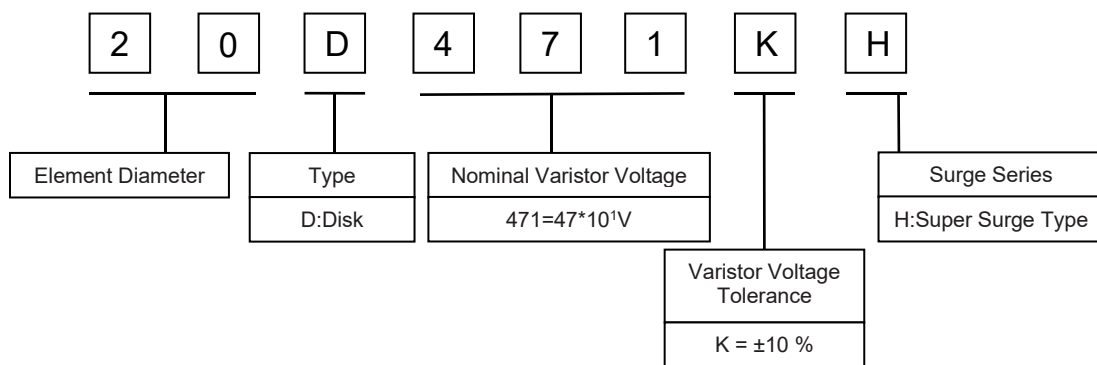 2 0 D 4 7 1 K H
Element Diameter
Type
D:Disk
Nominal Varistor Voltage
471=47*10¹V
Varistor Voltage
Tolerance
K = ±10 %
Surge Series
H:Super Surge Type